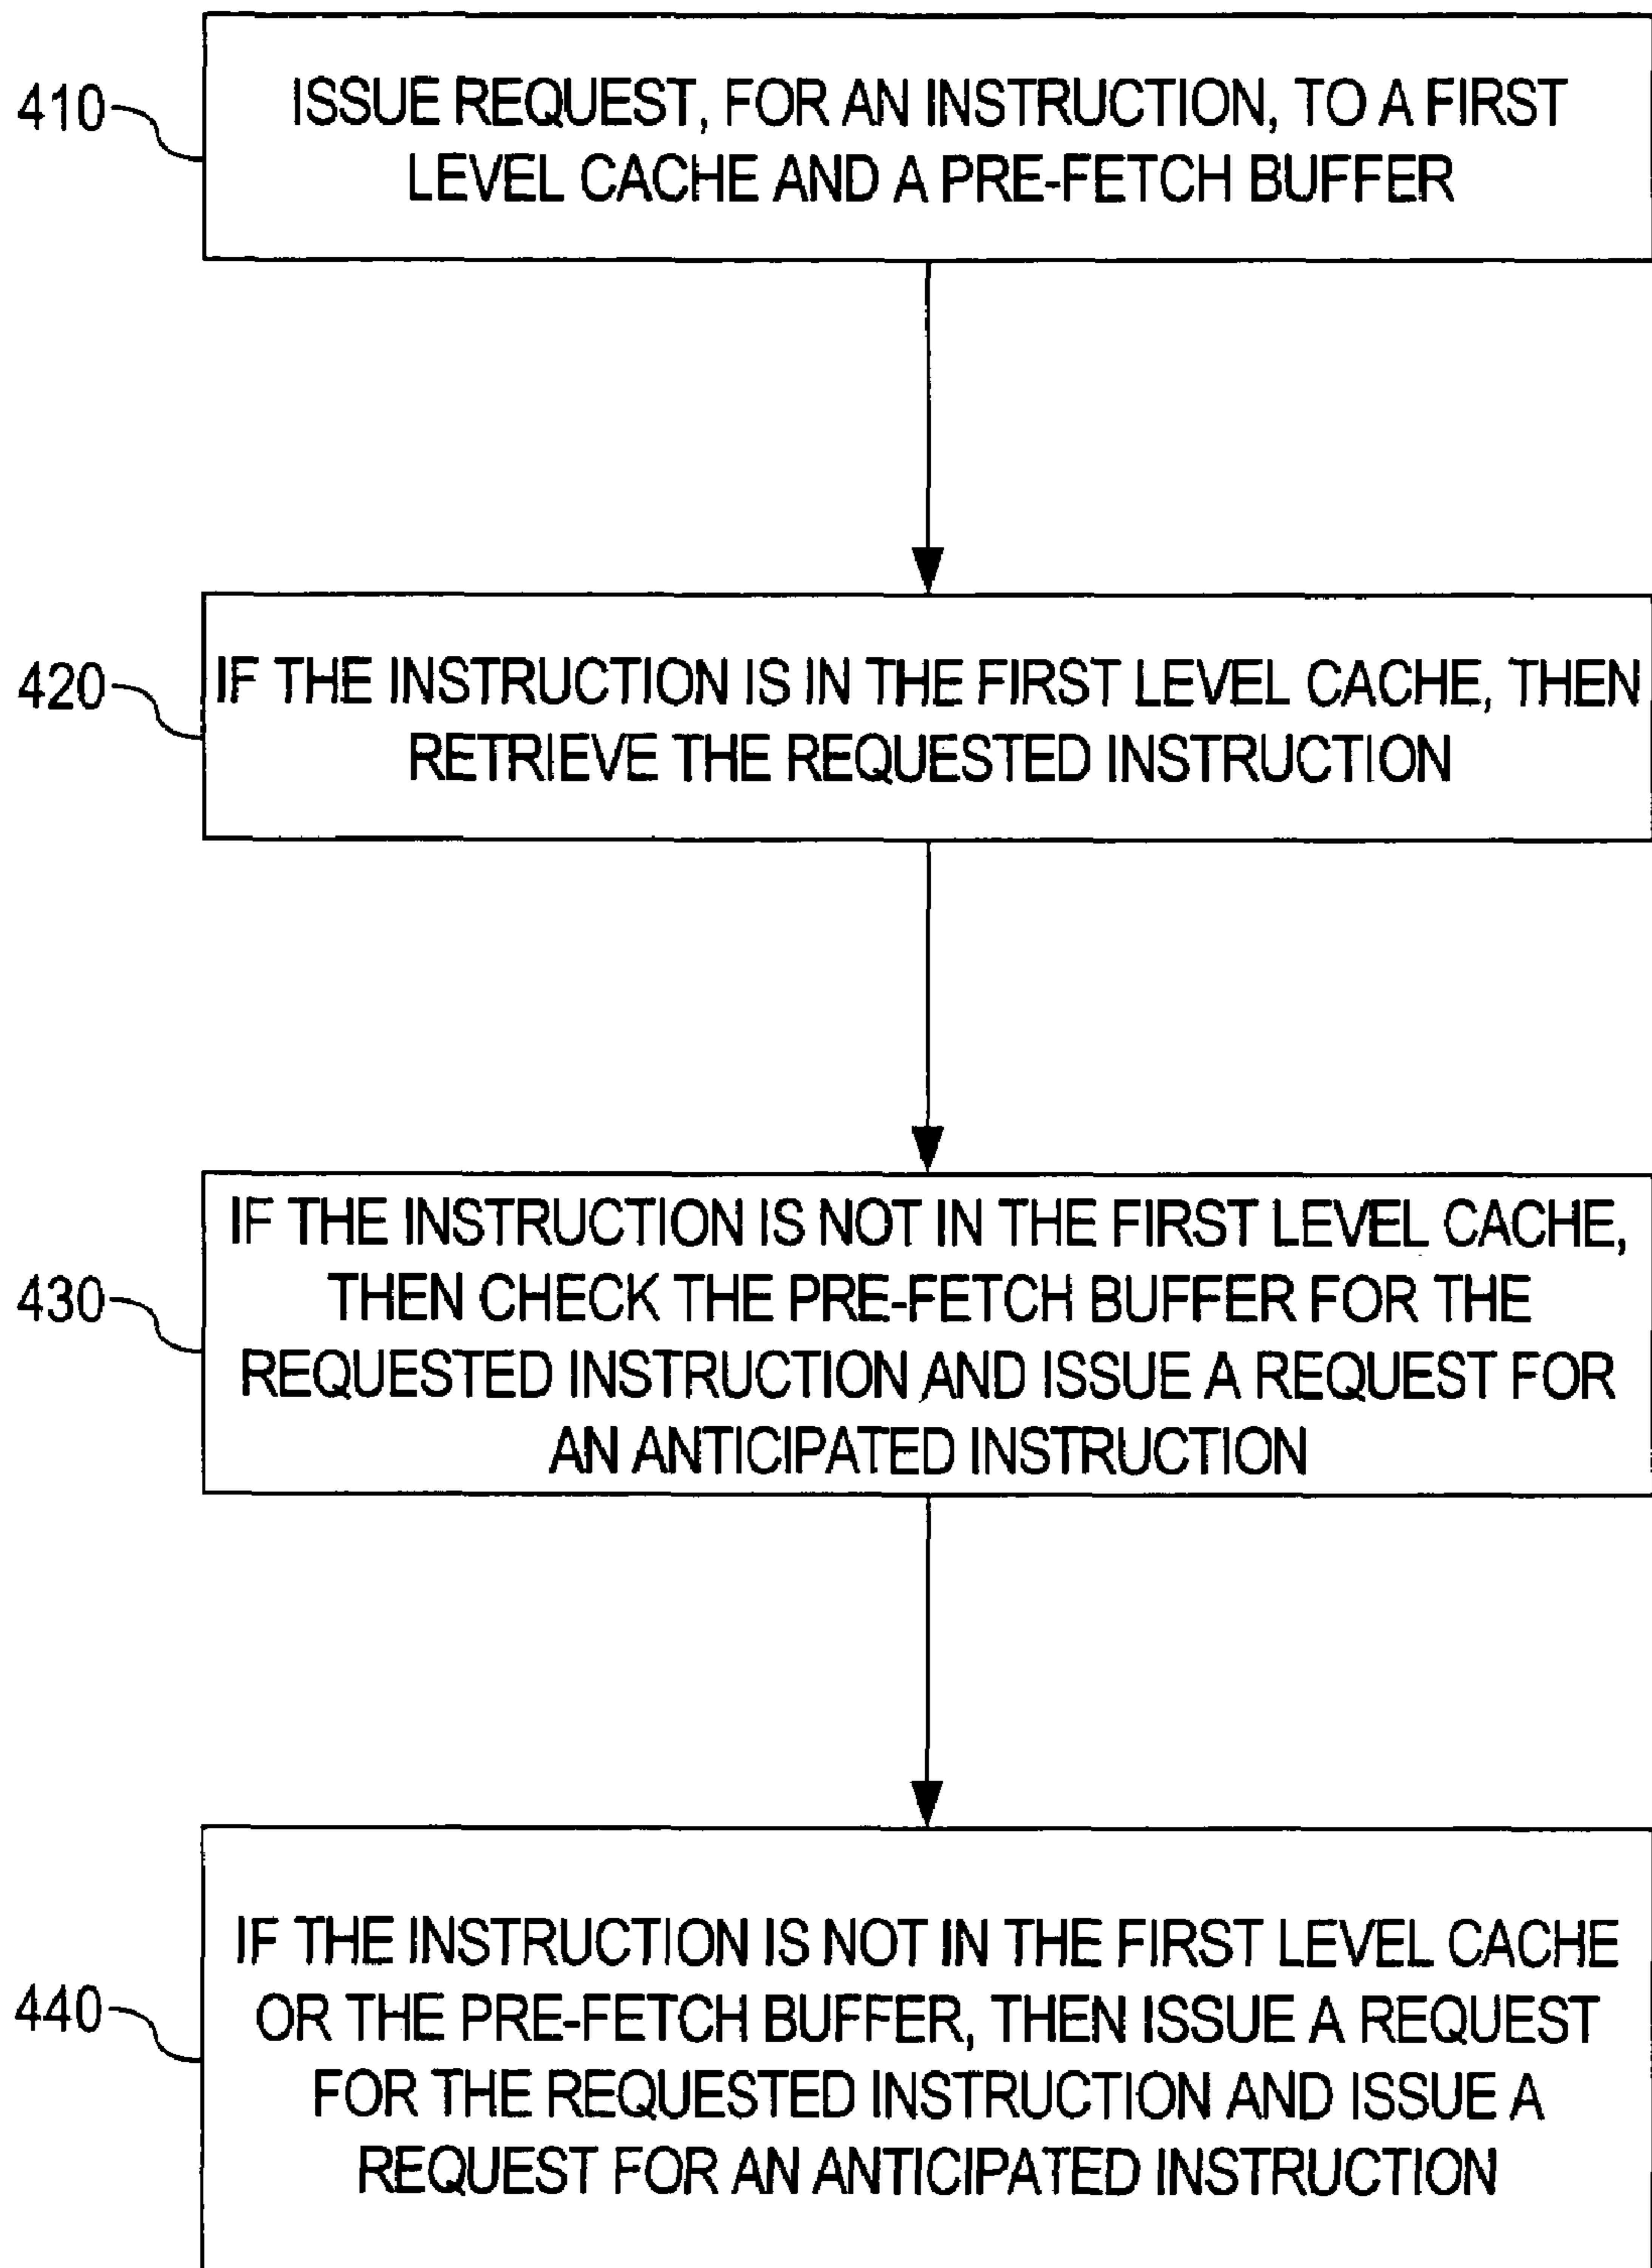 410
ISSUE REQUEST, FOR AN INSTRUCTION, TO A FIRST
LEVEL CACHE AND A PRE-FETCH BUFFER
420
IF THE INSTRUCTION IS IN THE FIRST LEVEL CACHE, THEN
RETRIEVE THE REQUESTED INSTRUCTION
430
IF THE INSTRUCTION IS NOT IN THE FIRST LEVEL CACHE,
THEN CHECK THE PRE-FETCH BUFFER FOR THE
REQUESTED INSTRUCTION AND ISSUE A REQUEST FOR
AN ANTICIPATED INSTRUCTION
440
IF THE INSTRUCTION IS NOT IN THE FIRST LEVEL CACHE
OR THE PRE-FETCH BUFFER, THEN ISSUE A REQUEST
FOR THE REQUESTED INSTRUCTION AND ISSUE A
REQUEST FOR AN ANTICIPATED INSTRUCTION